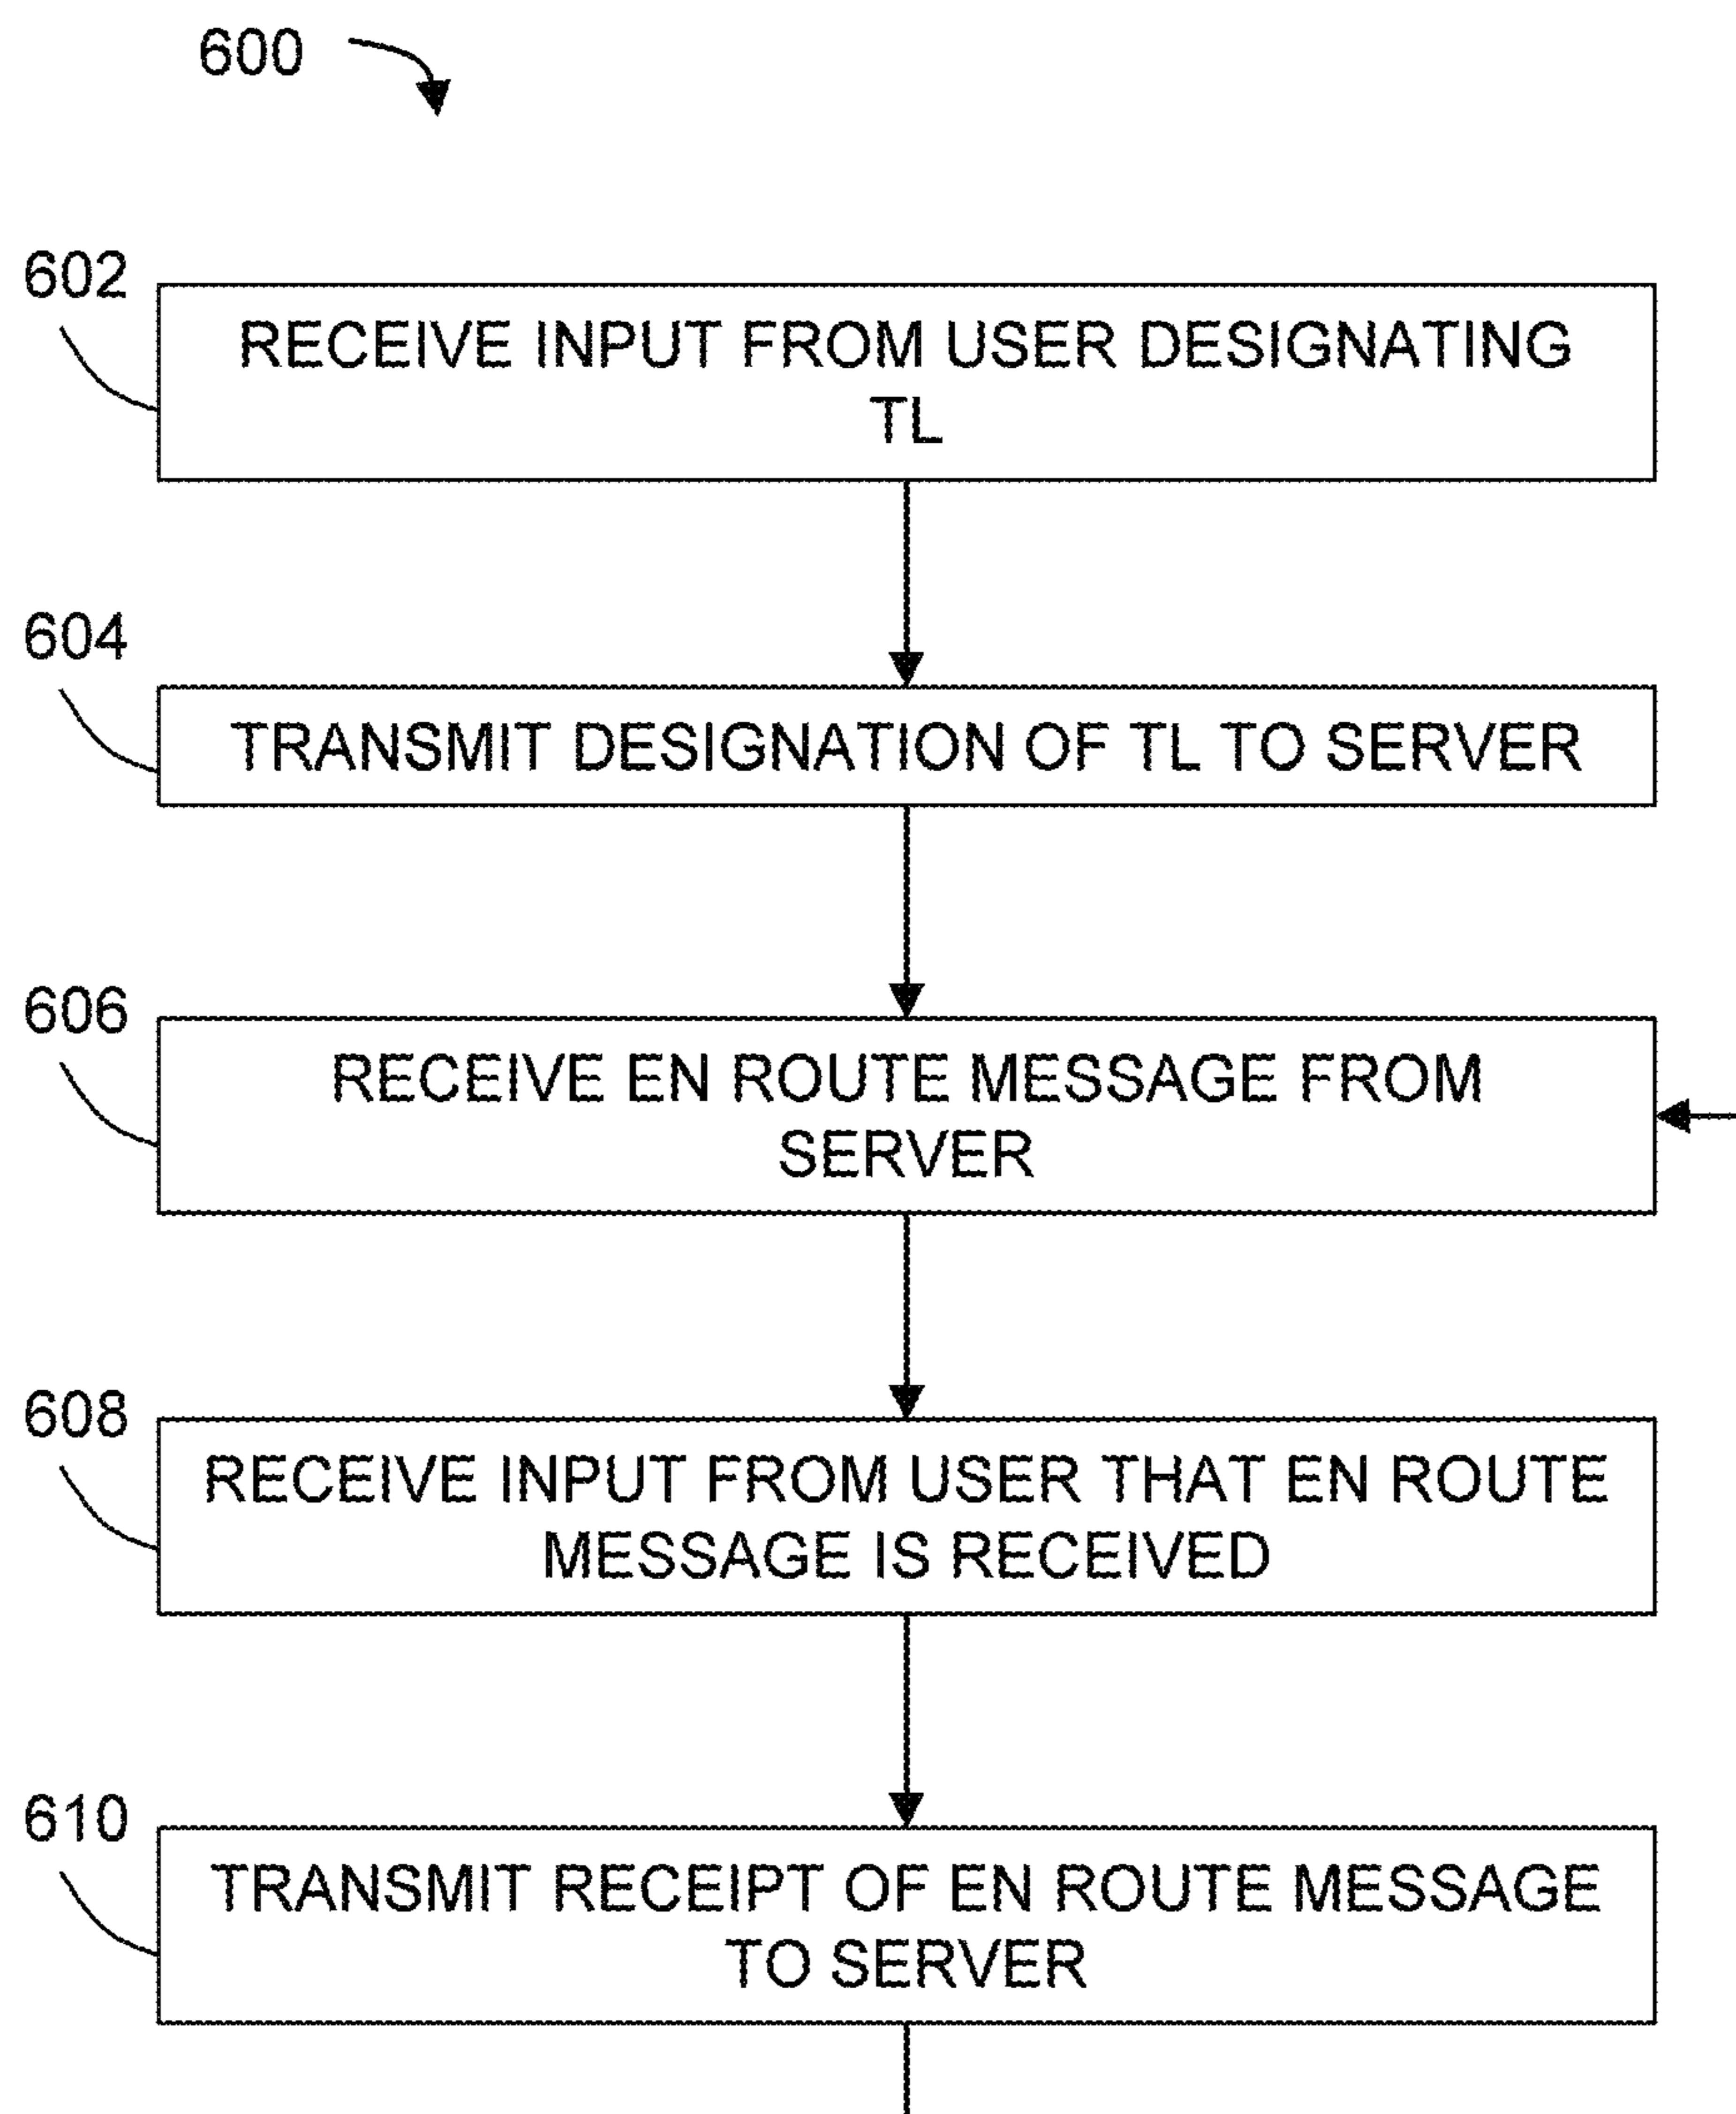 600
602
RECEIVE INPUT FROM USER DESIGNATING
TL
604
TRANSMIT DESIGNATION OF TL TO SERVER
606
RECEIVE EN ROUTE MESSAGE FROM
SERVER
608
RECEIVE INPUT FROM USER THAT EN ROUTE
MESSAGE IS RECEIVED
610
TRANSMIT RECEIPT OF EN ROUTE MESSAGE
TO SERVER